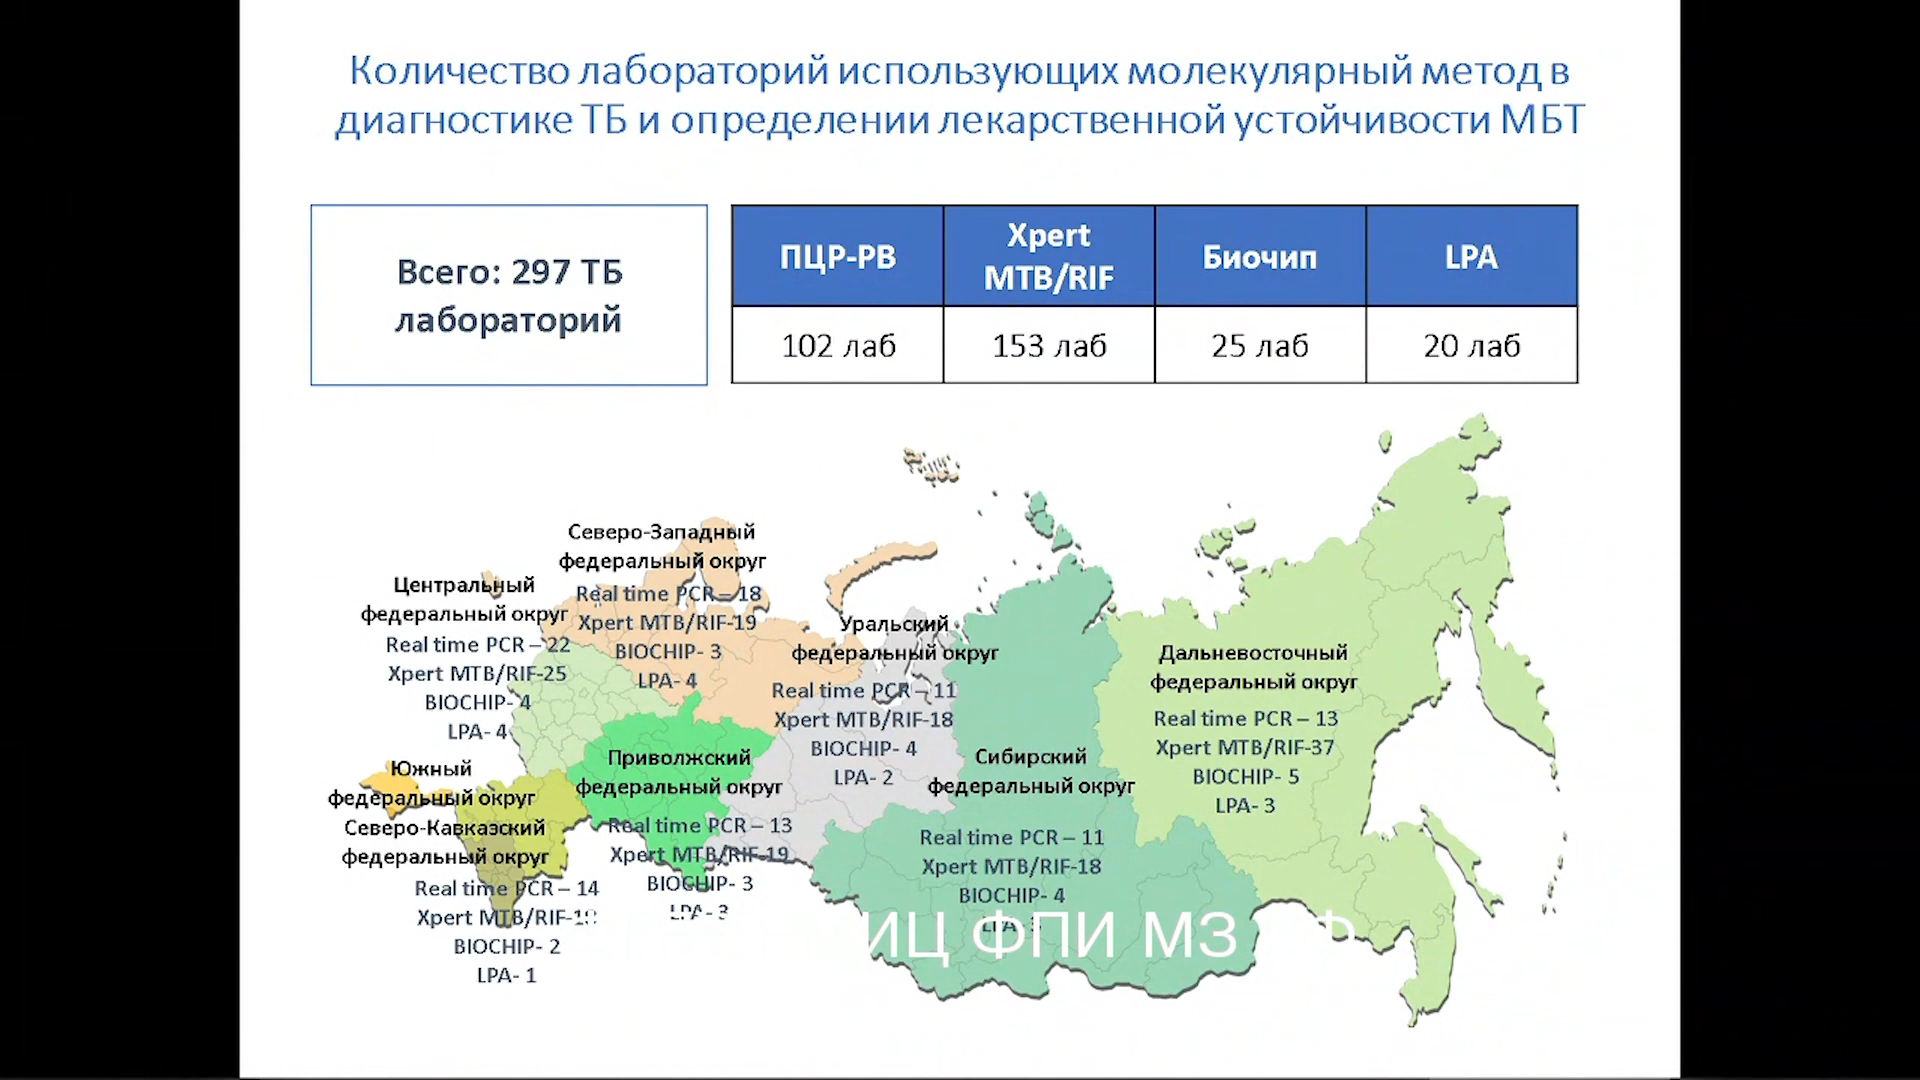 Количество лабораторий использующих молекулярный метод в
диагностике ТБ и определении лекарственной устойчивости МБТ
Всего: 297 ТБ
лабораторий
ПЦР-РВ
Xpert
MTB/RIF
Биочип
LPA
102 лаб
153 лаб
25 лаб
20 лаб
Северо-Западный
федеральный округ
Real time PCR – 18
Xpert MTB/RIF-19
BIOCHIP- 3
LPA- 4
Центральный
федеральный округ
Real time PCR – 22
Xpert MTB/RIF-25
BIOCHIP- 4
LPA- 4
Уральский
федеральный округ
Real time PCR – 11
Xpert MTB/RIF-18
BIOCHIP- 4
LPA- 2
Дальневосточный
федеральный округ
Real time PCR – 13
Xpert MTB/RIF-37
BIOCHIP- 5
LPA- 3
Приволжский
федеральный округ
Real time PCR – 13
Xpert MTB/RIF-19
BIOCHIP- 3
LPA- 3
Сибирский
федеральный округ
Real time PCR – 11
Xpert MTB/RIF-18
BIOCHIP- 4
LPA-
Южный
федеральный округ
Северо-Кавказский
федеральный округ
Real time PCR – 14
Xpert MTB/RIF-
BIOCHIP- 2
LPA- 1
ФПИ МЗ